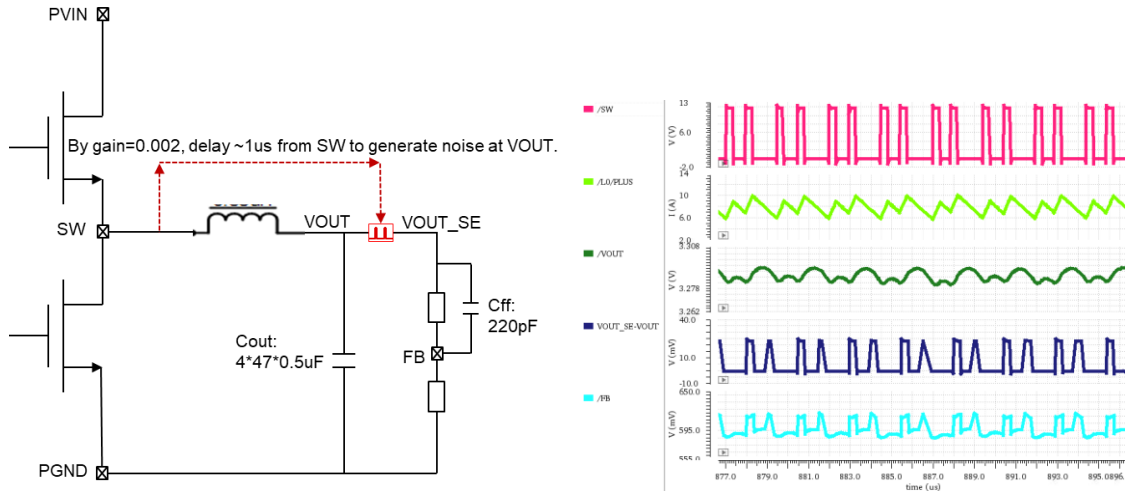 PVIN
By gain=0.002, delay ~1us from SW to generate noise at VOUT.
SW
VOUT
VOUT_SE
Cff:
220pF
Cout:
4*47*0.5uF
FB
PGND
/SW
13
6.0
-2.0
V (V)
/L0/PLUS
14
10
6.0
2.0
I (A)
/VOUT
3.308
3.278
3.262
V (V)
VOUT_SE-VOUT
40.0
10.0
-10.0
V (mV)
/FB
650.0
595.0
555.0
V (mV)
877.0 879.0 881.0 883.0 885.0 887.0 889.0 891.0 893.0 895.0 896.0
time (us)